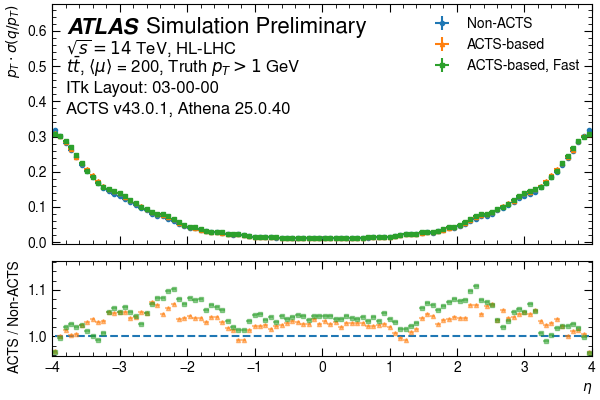 ATLAS Simulation Preliminary
√s = 14 TeV, HL-LHC
tt̄, ⟨μ⟩ = 200, Truth p_T > 1 GeV
ITk Layout: 03-00-00
ACTS v43.0.1, Athena 25.0.40
Non-ACTS
ACTS-based
ACTS-based, Fast
p_T · σ(q/p_T)
0.6
0.5
0.4
0.3
0.2
0.1
0.0
ACTS / Non-ACTS
1.1
1.0
−4 −3 −2 −1 0 1 2 3 4
η